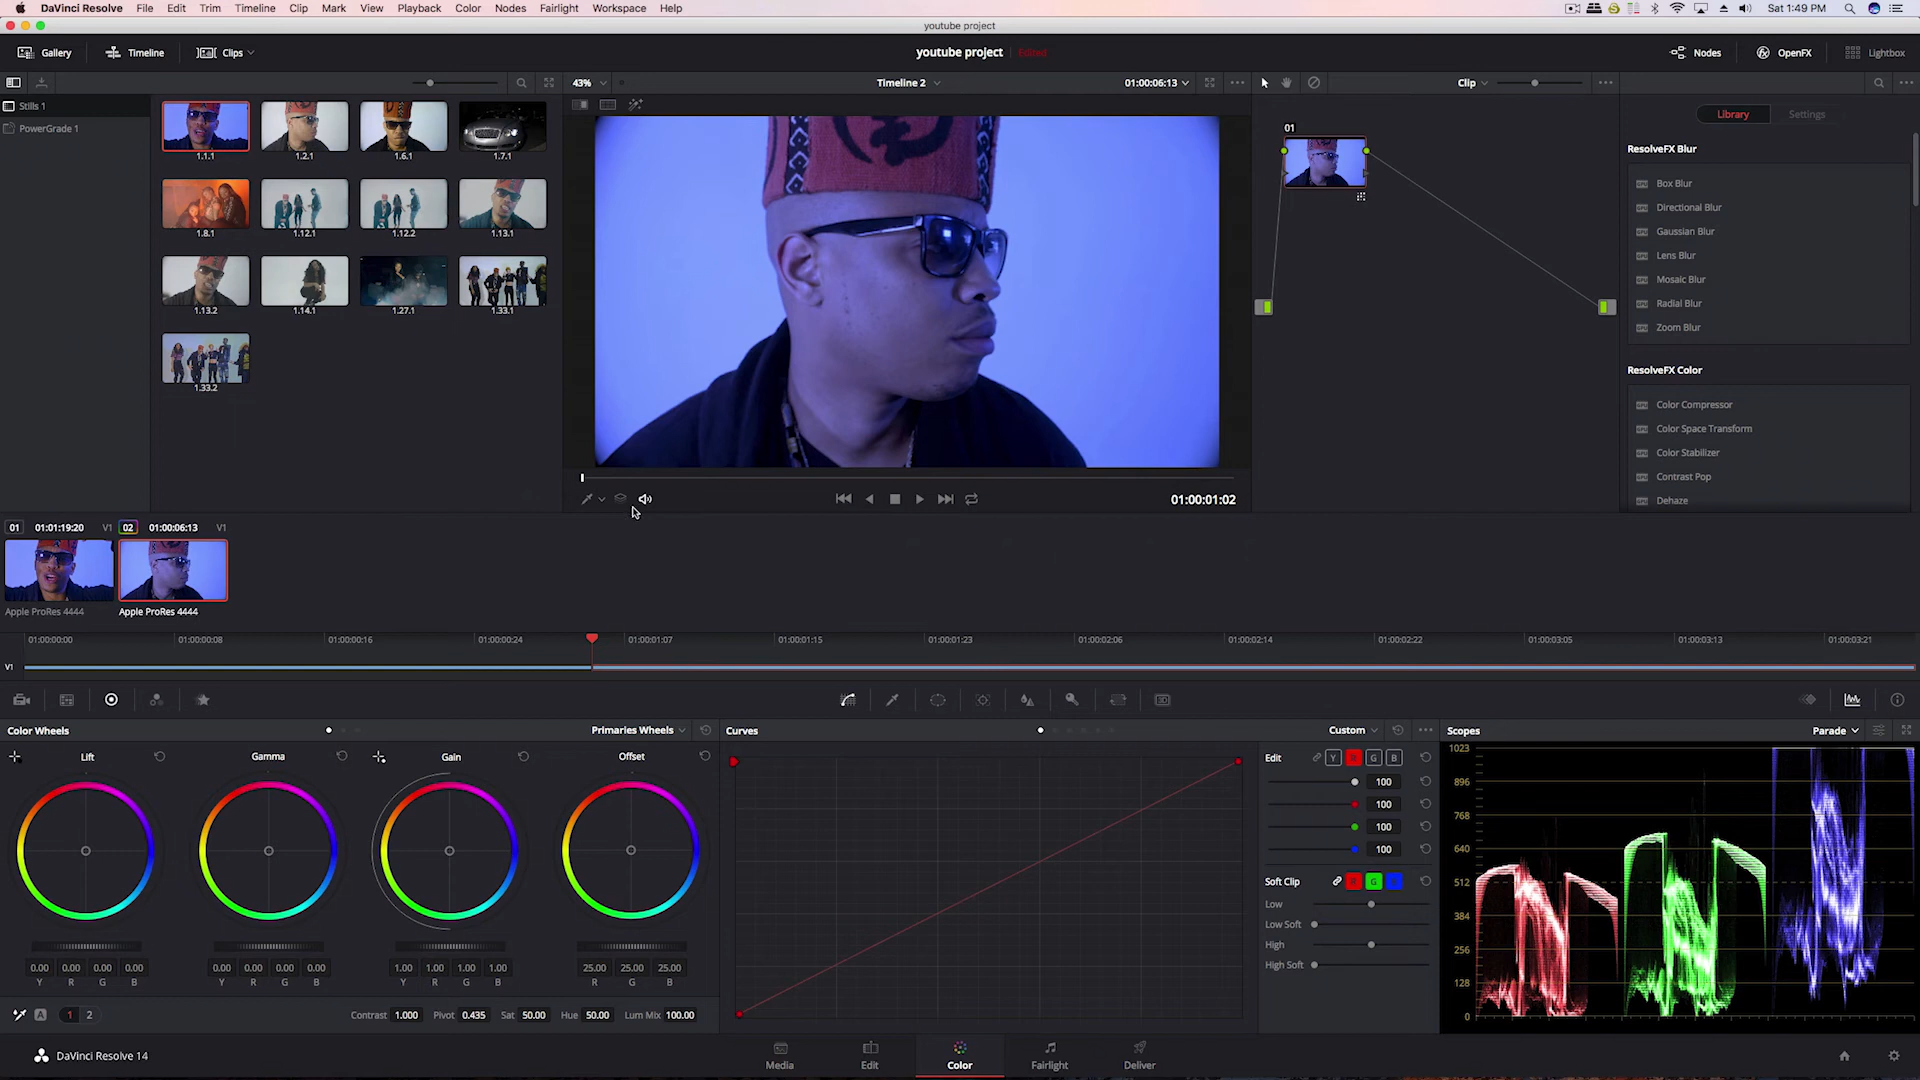 DaVinci Resolve File Edit Trim Timeline Clip Mark View Playback Color Nodes Fairlight Workspace Help Sat 1:49 PM
youtube project
Gallery Timeline Clips youtube project Edited Nodes OpenFX Lightbox
43% Timeline 2 01:00:06:13 Clip
Stills 1
PowerGrade 1
1.1.1 1.2.1 1.6.1 1.7.1
1.8.1 1.12.1 1.12.2 1.13.1
1.13.2 1.14.1 1.27.1 1.33.1
1.33.2
01
Library Settings
ResolveFX Blur
Box Blur
Directional Blur
Gaussian Blur
Lens Blur
Mosaic Blur
Radial Blur
Zoom Blur
ResolveFX Color
Color Compressor
Color Space Transform
Color Stabilizer
Contrast Pop
Dehaze
01:00:01:02
01 01:01:19:20 V1 02 01:00:06:13 V1
Apple ProRes 4444 Apple ProRes 4444
01:00:00:00 01:00:00:08 01:00:00:16 01:00:00:24 01:00:01:07 01:00:01:15 01:00:01:23 01:00:02:06 01:00:02:14 01:00:02:22 01:00:03:05 01:00:03:13 01:00:03:21
V1
Color Wheels Primaries Wheels Curves Custom Scopes Parade
Lift Gamma Gain Offset
Edit Y R G B
100
100
100
100
Soft Clip R G
Low
Low Soft
High
High Soft
1023
896
768
640
512
384
256
128
0
0.00 0.00 0.00 0.00 0.00 0.00 0.00 0.00 1.00 1.00 1.00 1.00 25.00 25.00 25.00
Y R G B Y R G B Y R G B R G B
A 1 2 Contrast 1.000 Pivot 0.435 Sat 50.00 Hue 50.00 Lum Mix 100.00
DaVinci Resolve 14 Media Edit Color Fairlight Deliver